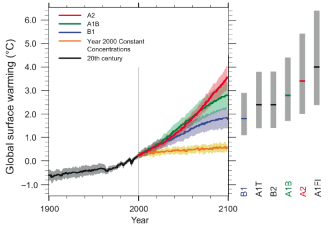 Global surface warming (°C)
6.0
5.0
4.0
3.0
2.0
1.0
0.0
−1.0
A2
A1B
B1
Year 2000 Constant
Concentrations
20th century
1900
2000
2100
Year
B1
A1T
B2
A1B
A2
A1FI